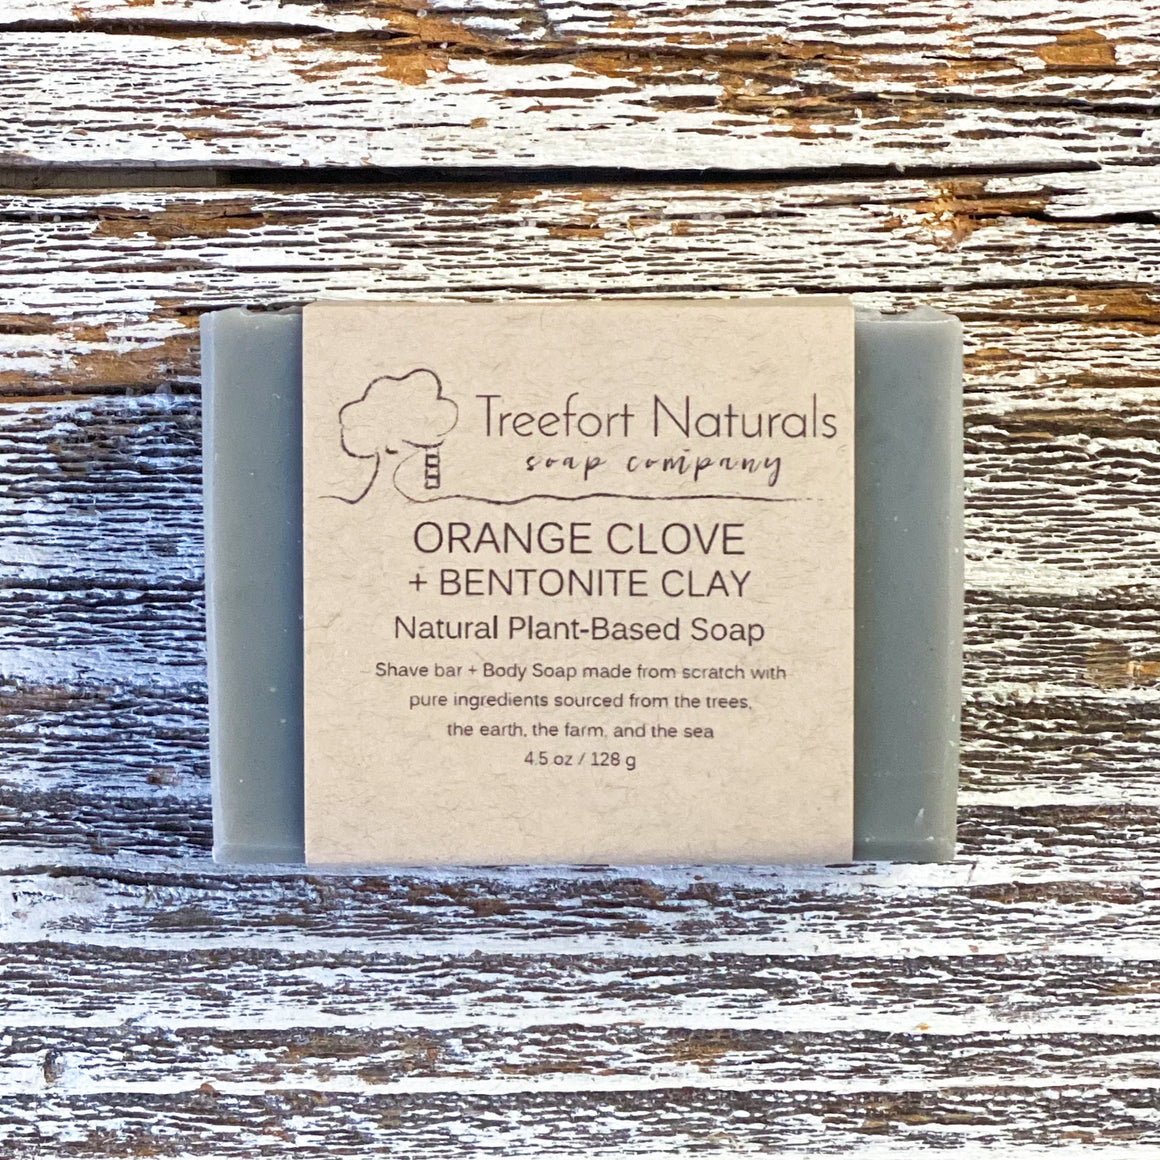 Treefort Naturals
soap company
ORANGE CLOVE
+ BENTONITE CLAY
Natural Plant-Based Soap
Shave bar + Body Soap made from scratch with
pure ingredients sourced from the trees,
the earth, the farm, and the sea
4.5 oz / 128 g